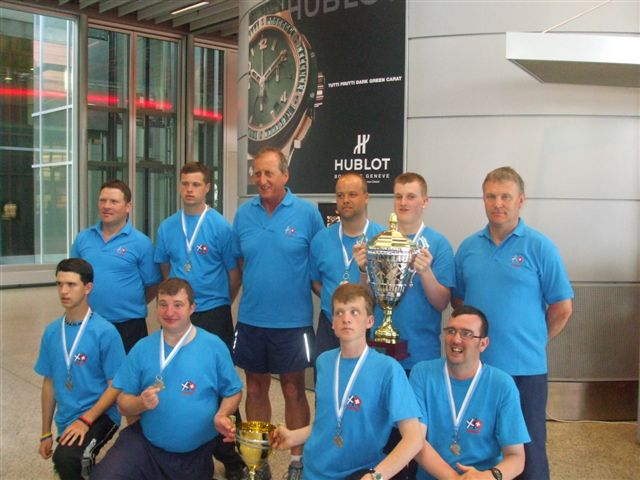 HUBLOT
TUTTI FRUTTI DARK GREEN CARAT
H
HUBLOT
GENEVE